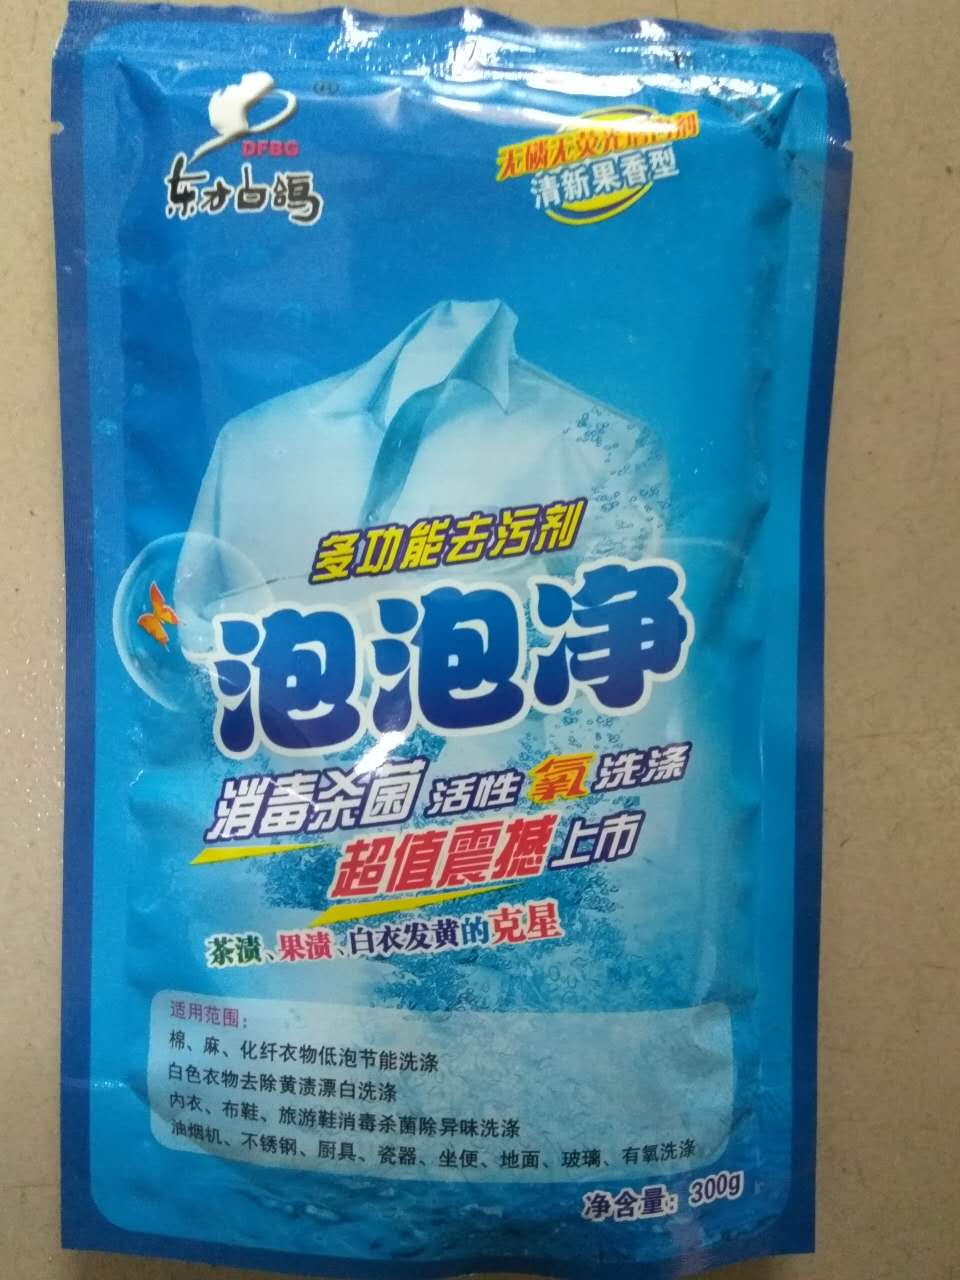 DFBG
东方白鸽
无磷无荧光增白剂
清新果香型
多功能去污剂
泡泡净
消毒杀菌 活性氧洗涤
超值震撼上市
茶渍、果渍、白衣发黄的克星
适用范围:
棉、麻、化纤衣物低泡节能洗涤
白色衣物去除黄渍漂白洗涤
内衣、布鞋、旅游鞋消毒杀菌除异味洗涤
油烟机、不锈钢、厨具、瓷器、坐便、地面、玻璃、有氧洗涤
净含量: 300g